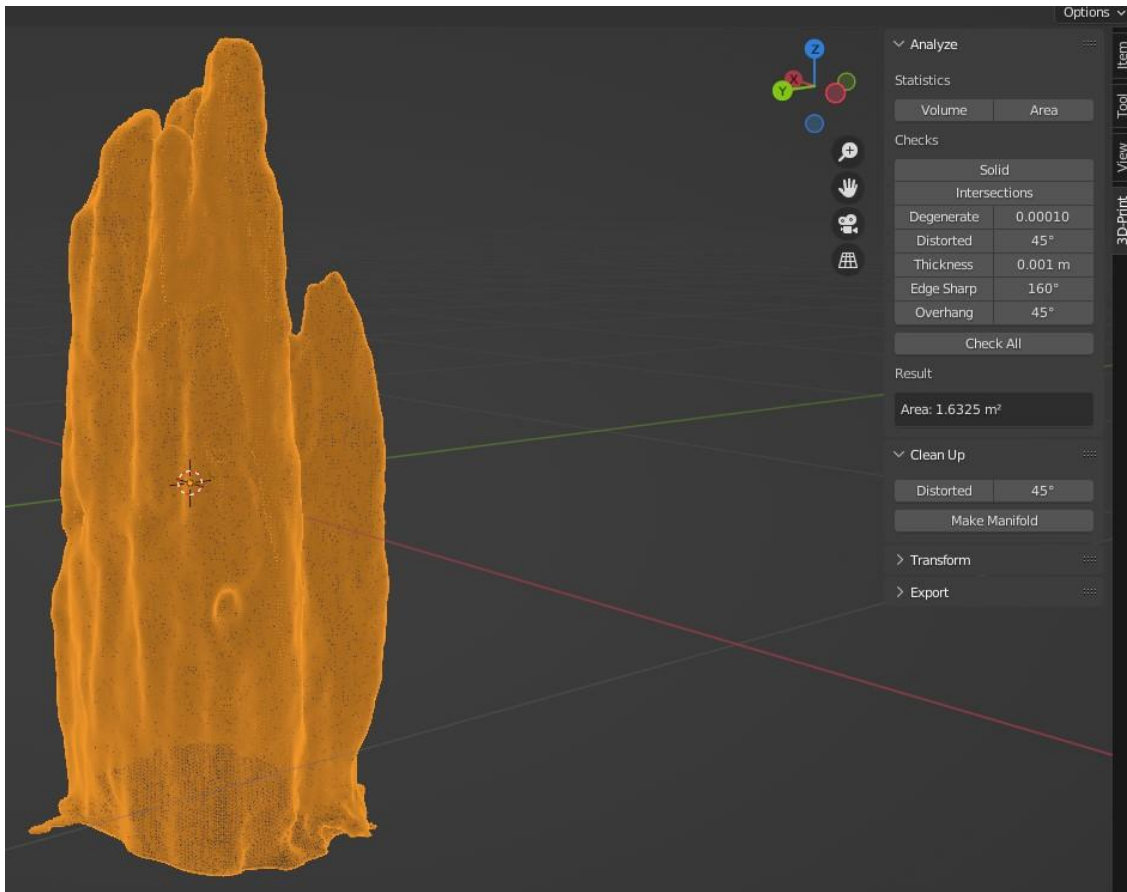 Options
Z
X
Y
Analyze
Statistics
Volume Area
Checks
Solid
Intersections
Degenerate 0.00010
Distorted 45°
Thickness 0.001 m
Edge Sharp 160°
Overhang 45°
Check All
Result
Area: 1.6325 m²
Clean Up
Distorted 45°
Make Manifold
Transform
Export
Item
Tool
View
3D-Print